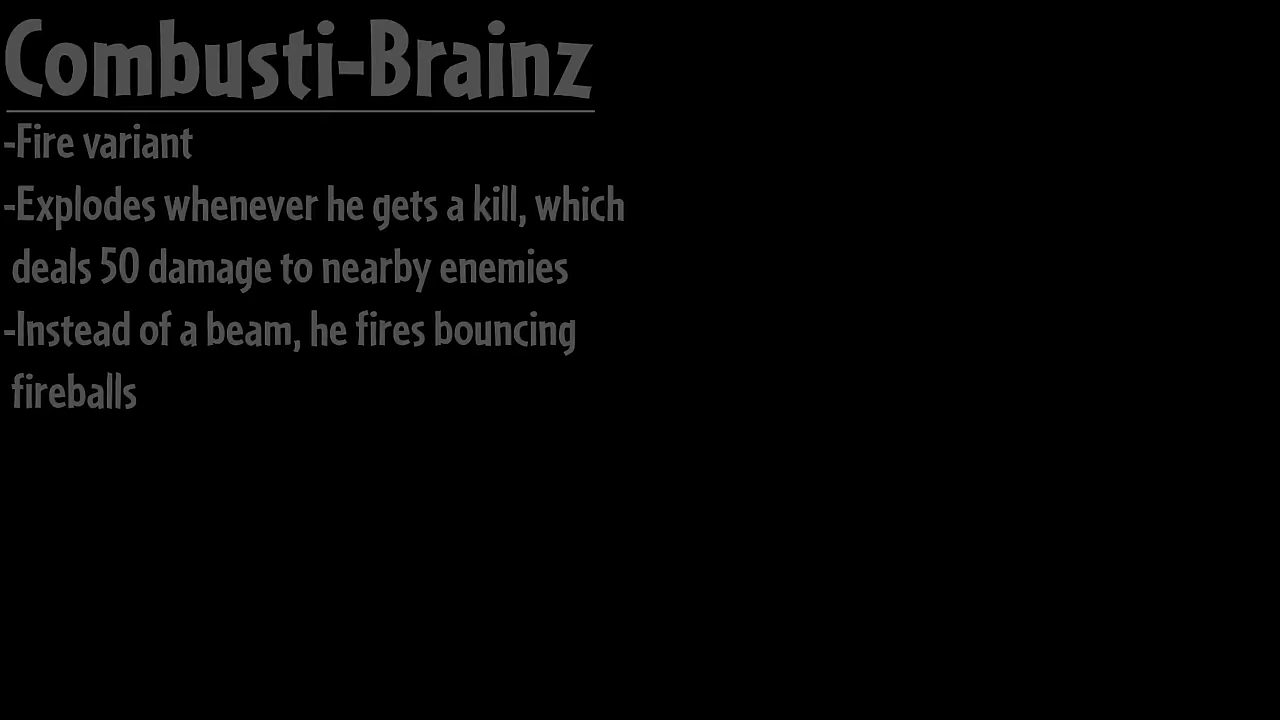 Combusti-Brainz
-Fire variant
-Explodes whenever he gets a kill, which
deals 50 damage to nearby enemies
-Instead of a beam, he fires bouncing
fireballs